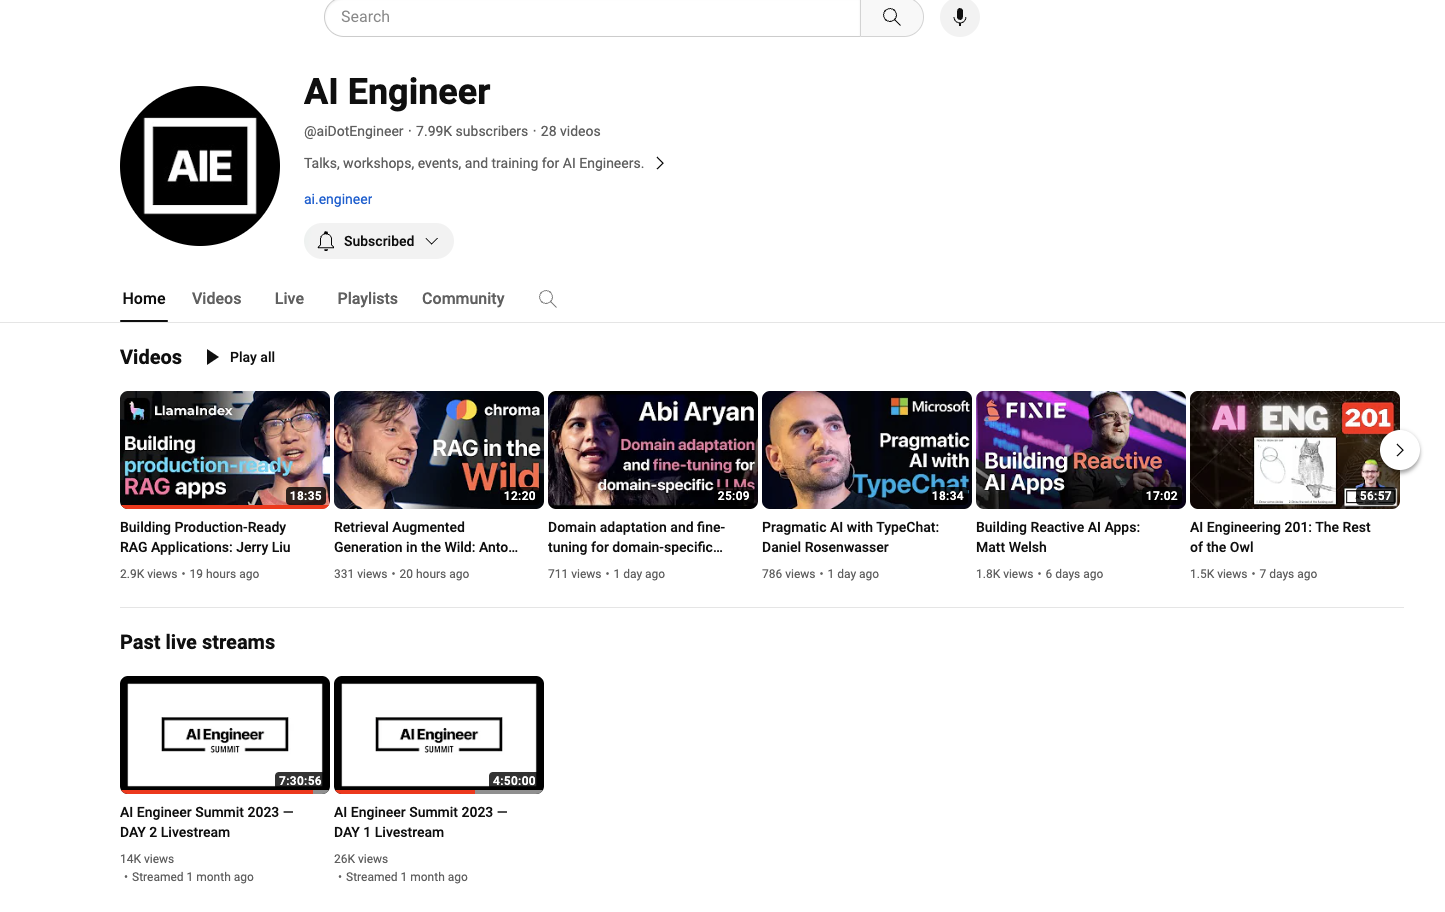 Search
AIE
AI Engineer
@aiDotEngineer · 7.99K subscribers · 28 videos
Talks, workshops, events, and training for AI Engineers.
ai.engineer
Subscribed
Home Videos Live Playlists Community
Videos Play all
LlamaIndex
Building
production-ready
RAG apps
18:35
chroma
RAG in the
Wild
12:20
Abi Aryan
Domain adaptation
and fine-tuning for
domain-specific LLMs
25:09
Microsoft
Pragmatic
AI with
TypeChat
18:34
FIXIE
Building Reactive
AI Apps
17:02
AI ENG 201
56:57
Building Production-Ready
RAG Applications: Jerry Liu
2.9K views • 19 hours ago
Retrieval Augmented
Generation in the Wild: Anto...
331 views • 20 hours ago
Domain adaptation and fine-
tuning for domain-specific...
711 views • 1 day ago
Pragmatic AI with TypeChat:
Daniel Rosenwasser
786 views • 1 day ago
Building Reactive AI Apps:
Matt Welsh
1.8K views • 6 days ago
AI Engineering 201: The Rest
of the Owl
1.5K views • 7 days ago
Past live streams
AI Engineer
SUMMIT
7:30:56
AI Engineer
SUMMIT
4:50:00
AI Engineer Summit 2023 —
DAY 2 Livestream
14K views
• Streamed 1 month ago
AI Engineer Summit 2023 —
DAY 1 Livestream
26K views
• Streamed 1 month ago